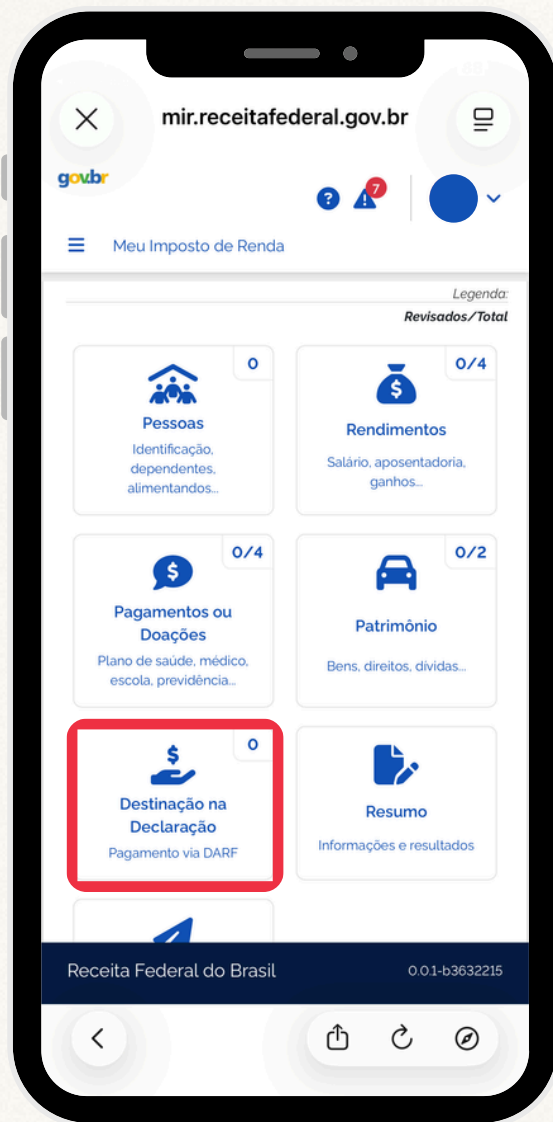 mir.receitafederal.gov.br
gov.br
? 7
Meu Imposto de Renda
Legenda:
Revisados/Total
0
Pessoas
Identificação,
dependentes,
alimentandos...
0/4
Rendimentos
Salário, aposentadoria,
ganhos...
0/4
Pagamentos ou
Doações
Plano de saúde, médico,
escola, previdência...
0/2
Patrimônio
Bens, direitos, dívidas...
0
Destinação na
Declaração
Pagamento via DARF
Resumo
Informações e resultados
Receita Federal do Brasil
0.0.1-b3632215